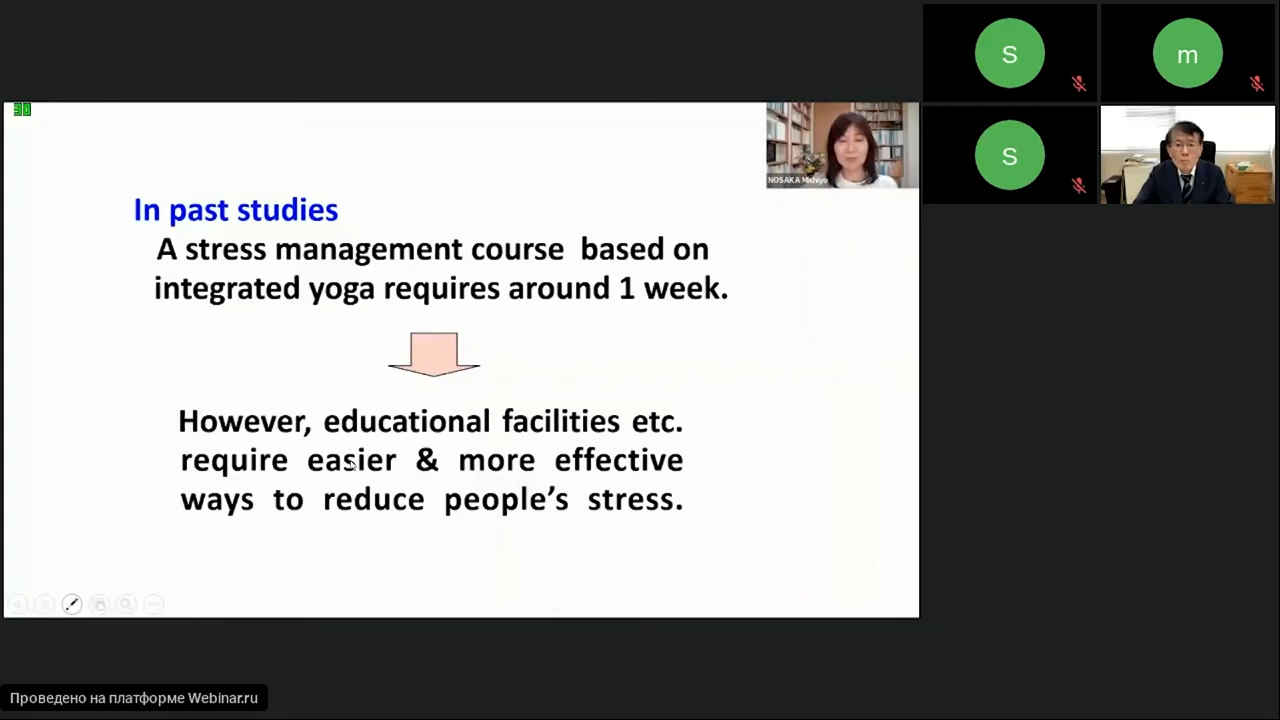 S
m
30
NOSAKA Michiyo
S
In past studies
A stress management course based on
integrated yoga requires around 1 week.
However, educational facilities etc.
require easier & more effective
ways to reduce people’s stress.
Проведено на платформе Webinar.ru